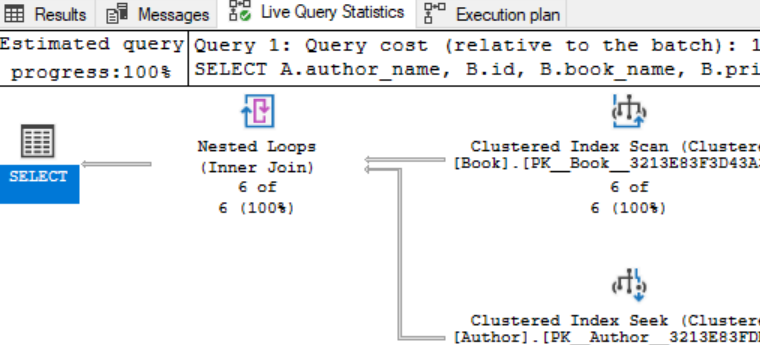 Results Messages Live Query Statistics Execution plan
Estimated query
progress:100%
Query 1: Query cost (relative to the batch): 1
SELECT A.author_name, B.id, B.book_name, B.pri
SELECT
Nested Loops
(Inner Join)
6 of
6 (100%)
Clustered Index Scan (Clustere
[Book].[PK__Book__3213E83F3D43A
6 of
6 (100%)
Clustered Index Seek (Clustere
[Author].[PK__Author__3213E83FD